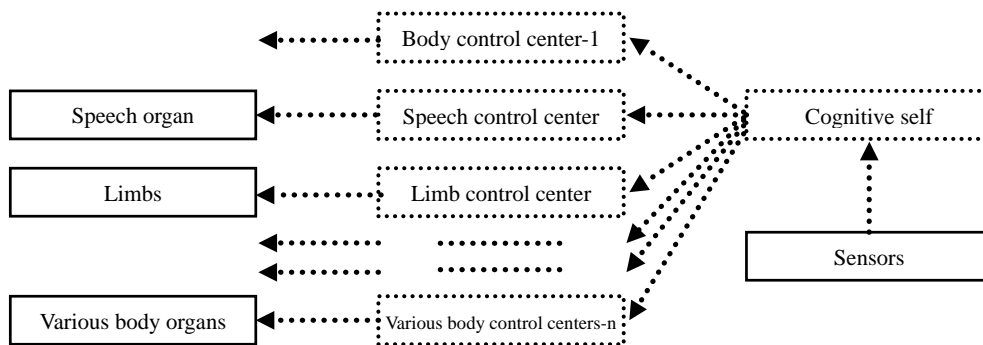 Body control center-1
Speech organ
Speech control center
Cognitive self
Limbs
Limb control center
Sensors
Various body organs
Various body control centers-n